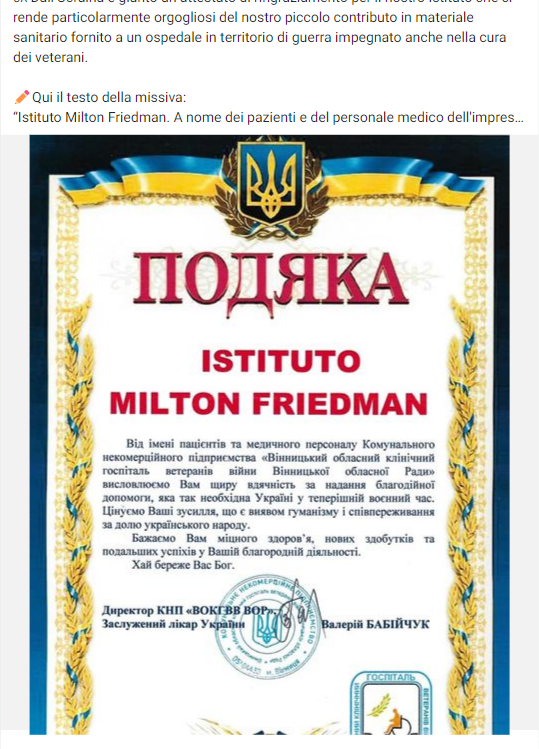 rende particolarmente orgogliosi del nostro piccolo contributo in materiale
sanitario fornito a un ospedale in territorio di guerra impegnato anche nella cura
dei veterani.
Qui il testo della missiva:
“Istituto Milton Friedman. A nome dei pazienti e del personale medico dell'impres...
ПОДЯКА
ISTITUTO
MILTON FRIEDMAN
Від імені пацієнтів та медичного персоналу Комунального
некомерційного підприємства «Вінницький обласний клінічний
госпіталь ветеранів війни Вінницької обласної Ради»
висловлюємо Вам щиру вдячність за надання благодійної
допомоги, яка так необхідна Україні у теперішній воєнний час.
Цінуємо Ваші зусилля, що є виявом гуманізму і співпереживання
за долю українського народу.
Бажаємо Вам міцного здоров'я, нових здобутків та
подальших успіхів у Вашій благородній діяльності.
Хай береже Вас Бог.
Директор КНП «ВОКГВВ ВОР»,
Заслужений лікар України Валерій БАБІЙЧУК
ГОСПІТАЛЬ